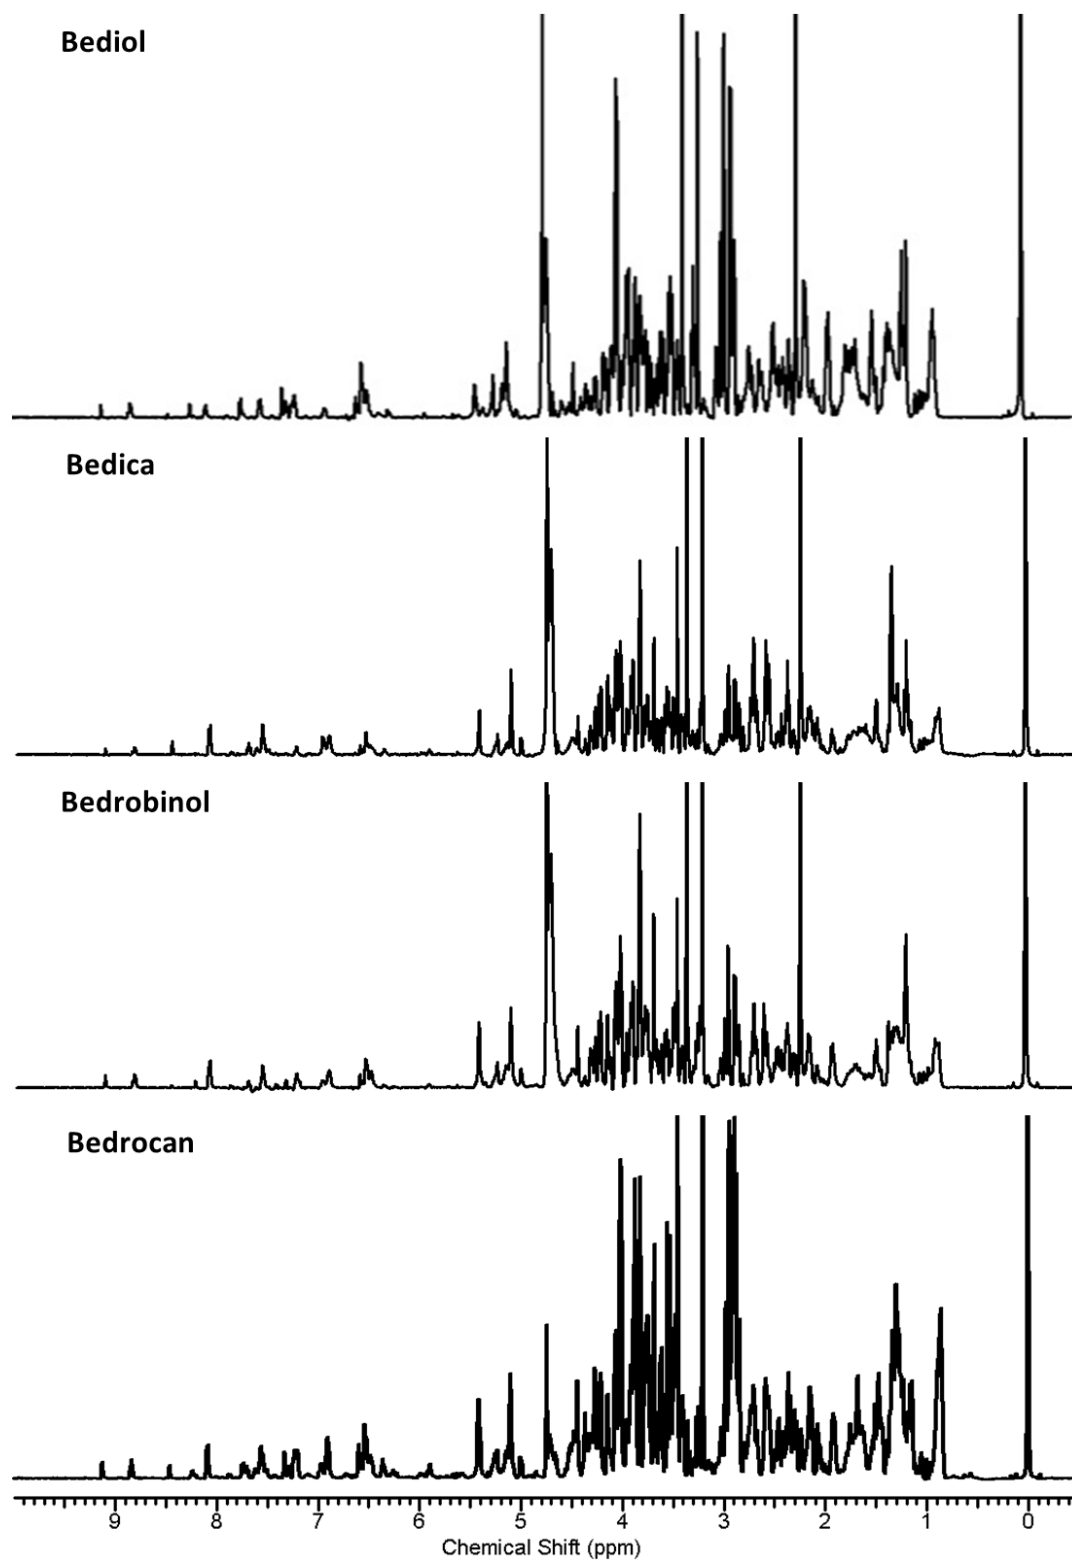 Bediol
Bedica
Bedrobinol
Bedrocan
9 8 7 6 5 4 3 2 1 0
Chemical Shift (ppm)